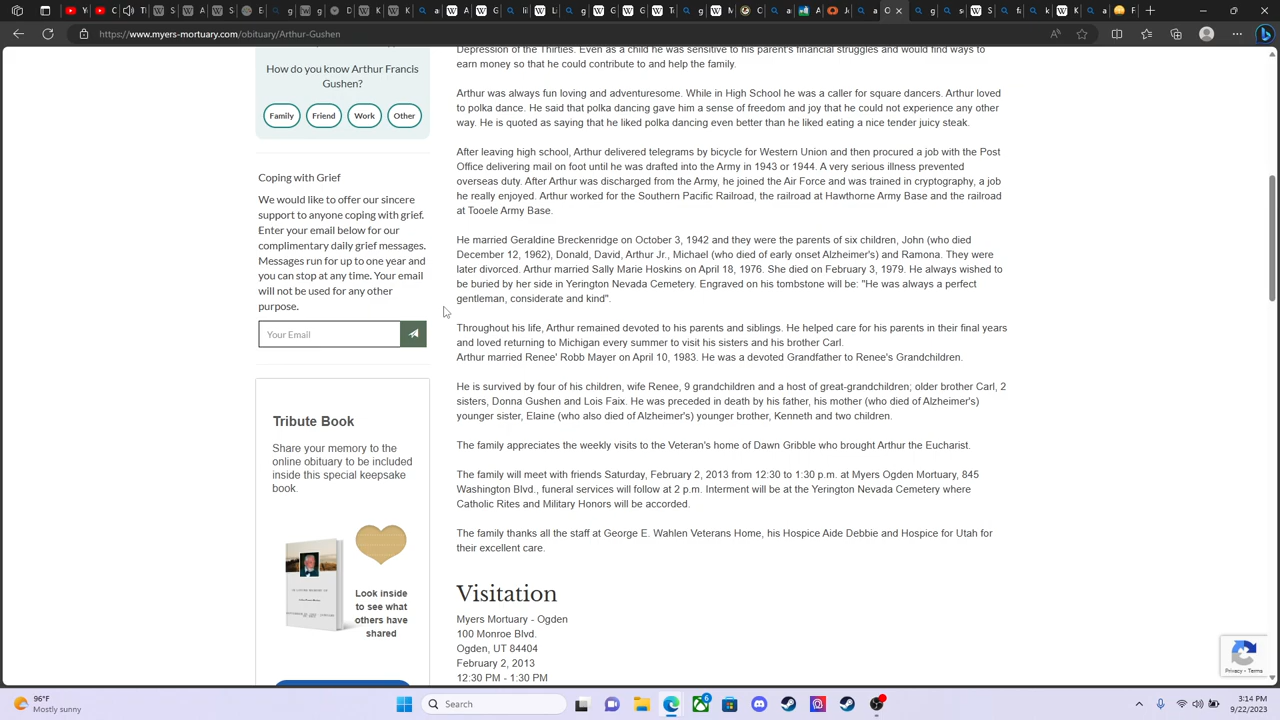 https://www.myers-mortuary.com/obituary/Arthur-Gushen
How do you know Arthur Francis
Gushen?
Family
Friend
Work
Other
Coping with Grief
We would like to offer our sincere
support to anyone coping with grief.
Enter your email below for our
complimentary daily grief messages.
Messages run for up to one year and
you can stop at any time. Your email
will not be used for any other
purpose.
Your Email
Tribute Book
Share your memory to the
online obituary to be included
inside this special keepsake
book.
Look inside
to see what
others have
shared
Depression of the Thirties. Even as a child he was sensitive to his parent's financial struggles and would find ways to
earn money so that he could contribute to and help the family.
Arthur was always fun loving and adventuresome. While in High School he was a caller for square dancers. Arthur loved
to polka dance. He said that polka dancing gave him a sense of freedom and joy that he could not experience any other
way. He is quoted as saying that he liked polka dancing even better than he liked eating a nice tender juicy steak.
After leaving high school, Arthur delivered telegrams by bicycle for Western Union and then procured a job with the Post
Office delivering mail on foot until he was drafted into the Army in 1943 or 1944. A very serious illness prevented
overseas duty. After Arthur was discharged from the Army, he joined the Air Force and was trained in cryptography, a job
he really enjoyed. Arthur worked for the Southern Pacific Railroad, the railroad at Hawthorne Army Base and the railroad
at Tooele Army Base.
He married Geraldine Breckenridge on October 3, 1942 and they were the parents of six children, John (who died
December 12, 1962), Donald, David, Arthur Jr., Michael (who died of early onset Alzheimer's) and Ramona. They were
later divorced. Arthur married Sally Marie Hoskins on April 18, 1976. She died on February 3, 1979. He always wished to
be buried by her side in Yerington Nevada Cemetery. Engraved on his tombstone will be: "He was always a perfect
gentleman, considerate and kind".
Throughout his life, Arthur remained devoted to his parents and siblings. He helped care for his parents in their final years
and loved returning to Michigan every summer to visit his sisters and his brother Carl.
Arthur married Renee' Robb Mayer on April 10, 1983. He was a devoted Grandfather to Renee's Grandchildren.
He is survived by four of his children, wife Renee, 9 grandchildren and a host of great-grandchildren; older brother Carl, 2
sisters, Donna Gushen and Lois Faix. He was preceded in death by his father, his mother (who died of Alzheimer's)
younger sister, Elaine (who also died of Alzheimer's) younger brother, Kenneth and two children.
The family appreciates the weekly visits to the Veteran's home of Dawn Gribble who brought Arthur the Eucharist.
The family will meet with friends Saturday, February 2, 2013 from 12:30 to 1:30 p.m. at Myers Ogden Mortuary, 845
Washington Blvd., funeral services will follow at 2 p.m. Interment will be at the Yerington Nevada Cemetery where
Catholic Rites and Military Honors will be accorded.
The family thanks all the staff at George E. Wahlen Veterans Home, his Hospice Aide Debbie and Hospice for Utah for
their excellent care.
Visitation
Myers Mortuary - Ogden
100 Monroe Blvd.
Ogden, UT 84404
February 2, 2013
12:30 PM - 1:30 PM
Privacy - Terms
96°F
Mostly sunny
Search
6
3:14 PM
9/22/2023